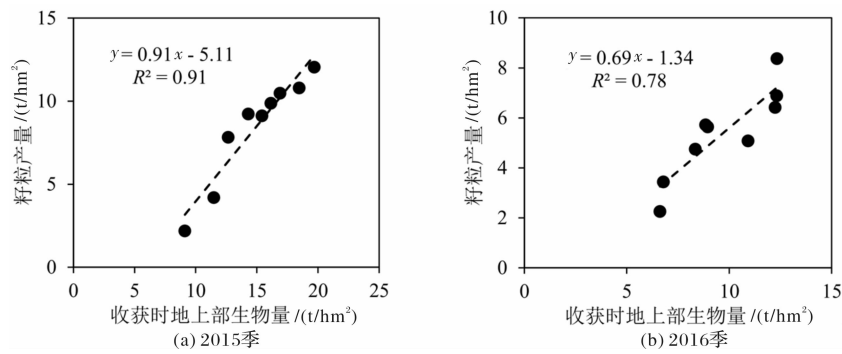 15
10
5
0
y = 0.91x - 5.11
R² = 0.91
籽粒产量/(t/hm²)
0 5 10 15 20 25
收获时地上部生物量/(t/hm²)
(a) 2015季
10
8
6
4
2
0
y = 0.69x - 1.34
R² = 0.78
籽粒产量/(t/hm²)
0 5 10 15
收获时地上部生物量/(t/hm²)
(b) 2016季